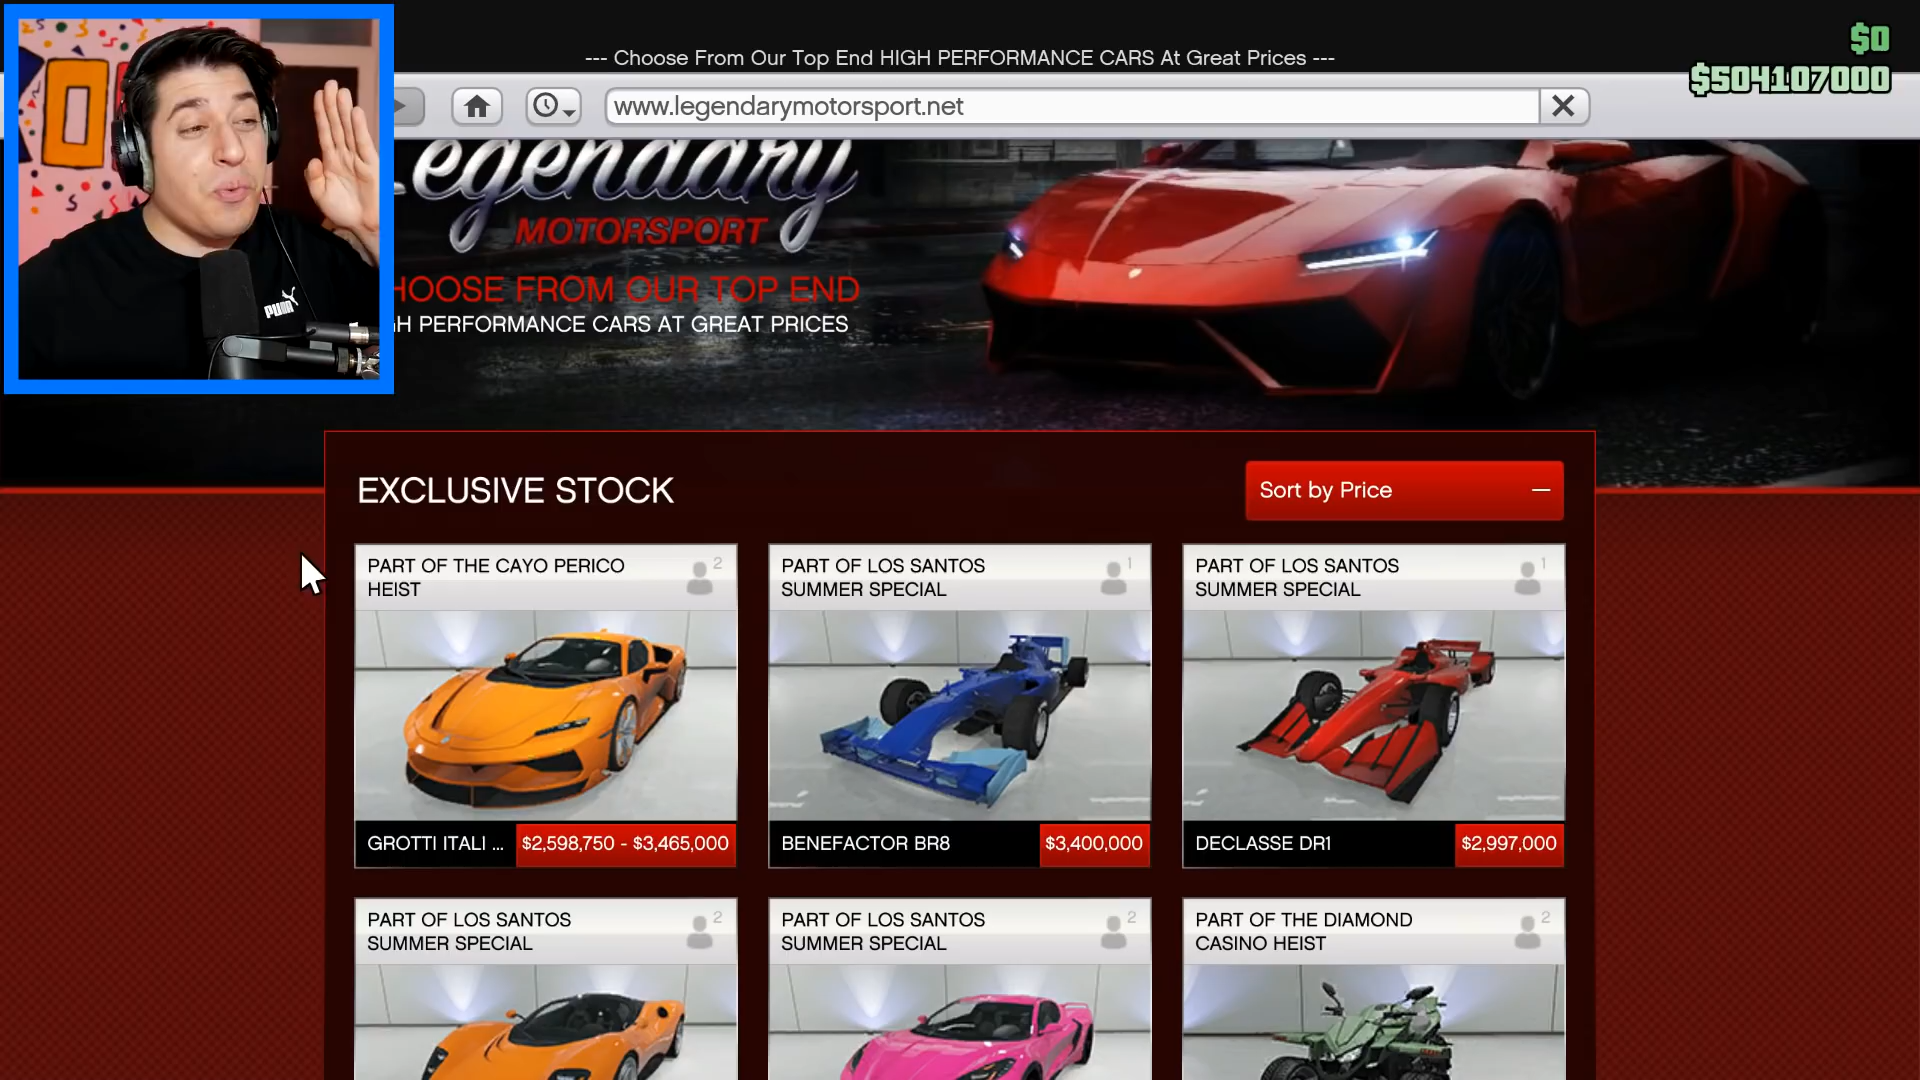 --- Choose From Our Top End HIGH PERFORMANCE CARS At Great Prices ---
$0
$504107000
www.legendarymotorsport.net
Legendary
MOTORSPORT
HOOSE FROM OUR TOP END
GH PERFORMANCE CARS AT GREAT PRICES
PUMA
EXCLUSIVE STOCK
Sort by Price
PART OF THE CAYO PERICO
HEIST
2
PART OF LOS SANTOS
SUMMER SPECIAL
1
PART OF LOS SANTOS
SUMMER SPECIAL
1
GROTTI ITALI ...
$2,598,750 - $3,465,000
BENEFACTOR BR8
$3,400,000
DECLASSE DR1
$2,997,000
PART OF LOS SANTOS
SUMMER SPECIAL
2
PART OF LOS SANTOS
SUMMER SPECIAL
2
PART OF THE DIAMOND
CASINO HEIST
2